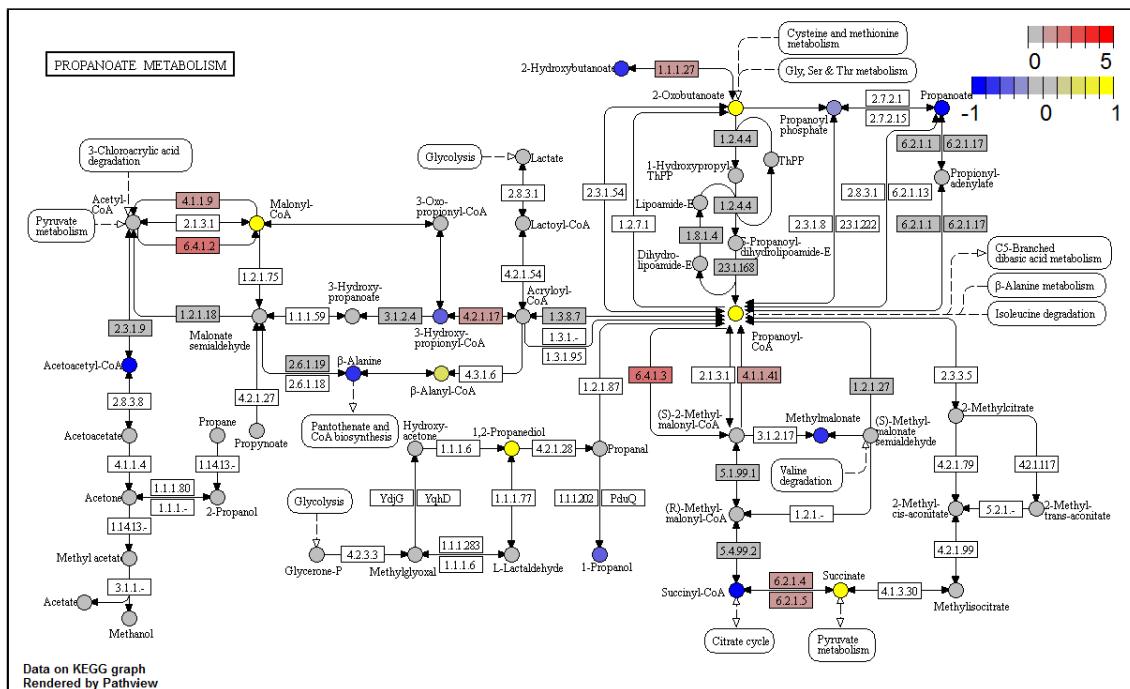 PROPANOATE METABOLISM
Cysteine and methionine
metabolism
Gly, Ser & Thr metabolism
0
5
-1
0
1
2-Hydroxybutanoate
1.1.1.27
2-Oxobutanoate
Propanoyl
phosphate
2.7.2.1
2.7.2.15
Propanoate
3-Chloroacrylic acid
degradation
Glycolysis
Lactate
1.2.4.4
6.2.1.1
6.2.1.17
1-Hydroxypropyl-
ThPP
ThPP
Propionyl-
adenylate
Acetyl-
CoA
4.1.1.9
2.1.3.1
6.4.1.2
Malonyl-
CoA
3-Oxo-
propionyl-CoA
2.8.3.1
Lactoyl-CoA
2.3.1.54
1.2.7.1
Lipoamide-E
1.2.4.4
2.8.3.1
6.2.1.13
Pyruvate
metabolism
2.3.1.8
2.3.1.222
6.2.1.1
6.2.1.17
1.8.1.4
S-Propanoyl-
dihydrolipoamide-E
Dihydro-
lipoamide-E
2.3.1.168
C5-Branched
dibasic acid metabolism
1.2.1.75
4.2.1.54
β-Alanine metabolism
3-Hydroxy-
propanoate
Acryloyl-
CoA
Isoleucine degradation
2.3.1.9
1.2.1.18
Malonate
semialdehyde
1.1.1.59
3.1.2.4
3-Hydroxy-
propionyl-CoA
4.2.1.17
1.3.8.7
1.3.1.-
1.3.1.95
Propanoyl-
CoA
Acetoacetyl-CoA
2.6.1.19
2.6.1.18
β-Alanine
β-Alanyl-CoA
4.3.1.6
1.2.1.87
6.4.1.3
2.1.3.1
4.1.1.41
1.2.1.27
2.3.3.5
2.8.3.8
4.2.1.27
Pantothenate and
CoA biosynthesis
Acetoacetate
Propane
Propynoate
Hydroxy-
acetone
1,2-Propanediol
Propanal
(S)-2-Methyl-
malonyl-CoA
3.1.2.17
Methylmalonate
(S)-Methyl-
malonate
semialdehyde
2-Methylcitrate
4.1.1.4
1.14.13.-
1.1.1.6
4.2.1.28
5.1.99.1
Valine
degradation
4.2.1.79
4.2.1.117
Acetone
1.1.1.80
1.1.1.-
2-Propanol
Glycolysis
YdjG
YqhD
1.1.1.77
1.1.1.202
PduQ
(R)-Methyl-
malonyl-CoA
1.2.1.-
2-Methyl-
cis-aconitate
5.2.1.-
2-Methyl-
trans-aconitate
1.14.13.-
Methyl acetate
Glycerone-P
4.2.3.3
Methylglyoxal
1.1.1.283
1.1.1.6
L-Lactaldehyde
1-Propanol
5.4.99.2
4.2.1.99
3.1.1.-
Acetate
Methanol
Succinyl-CoA
6.2.1.4
6.2.1.5
Succinate
4.1.3.30
Methylisocitrate
Citrate cycle
Pyruvate
metabolism
Data on KEGG graph
Rendered by Pathview